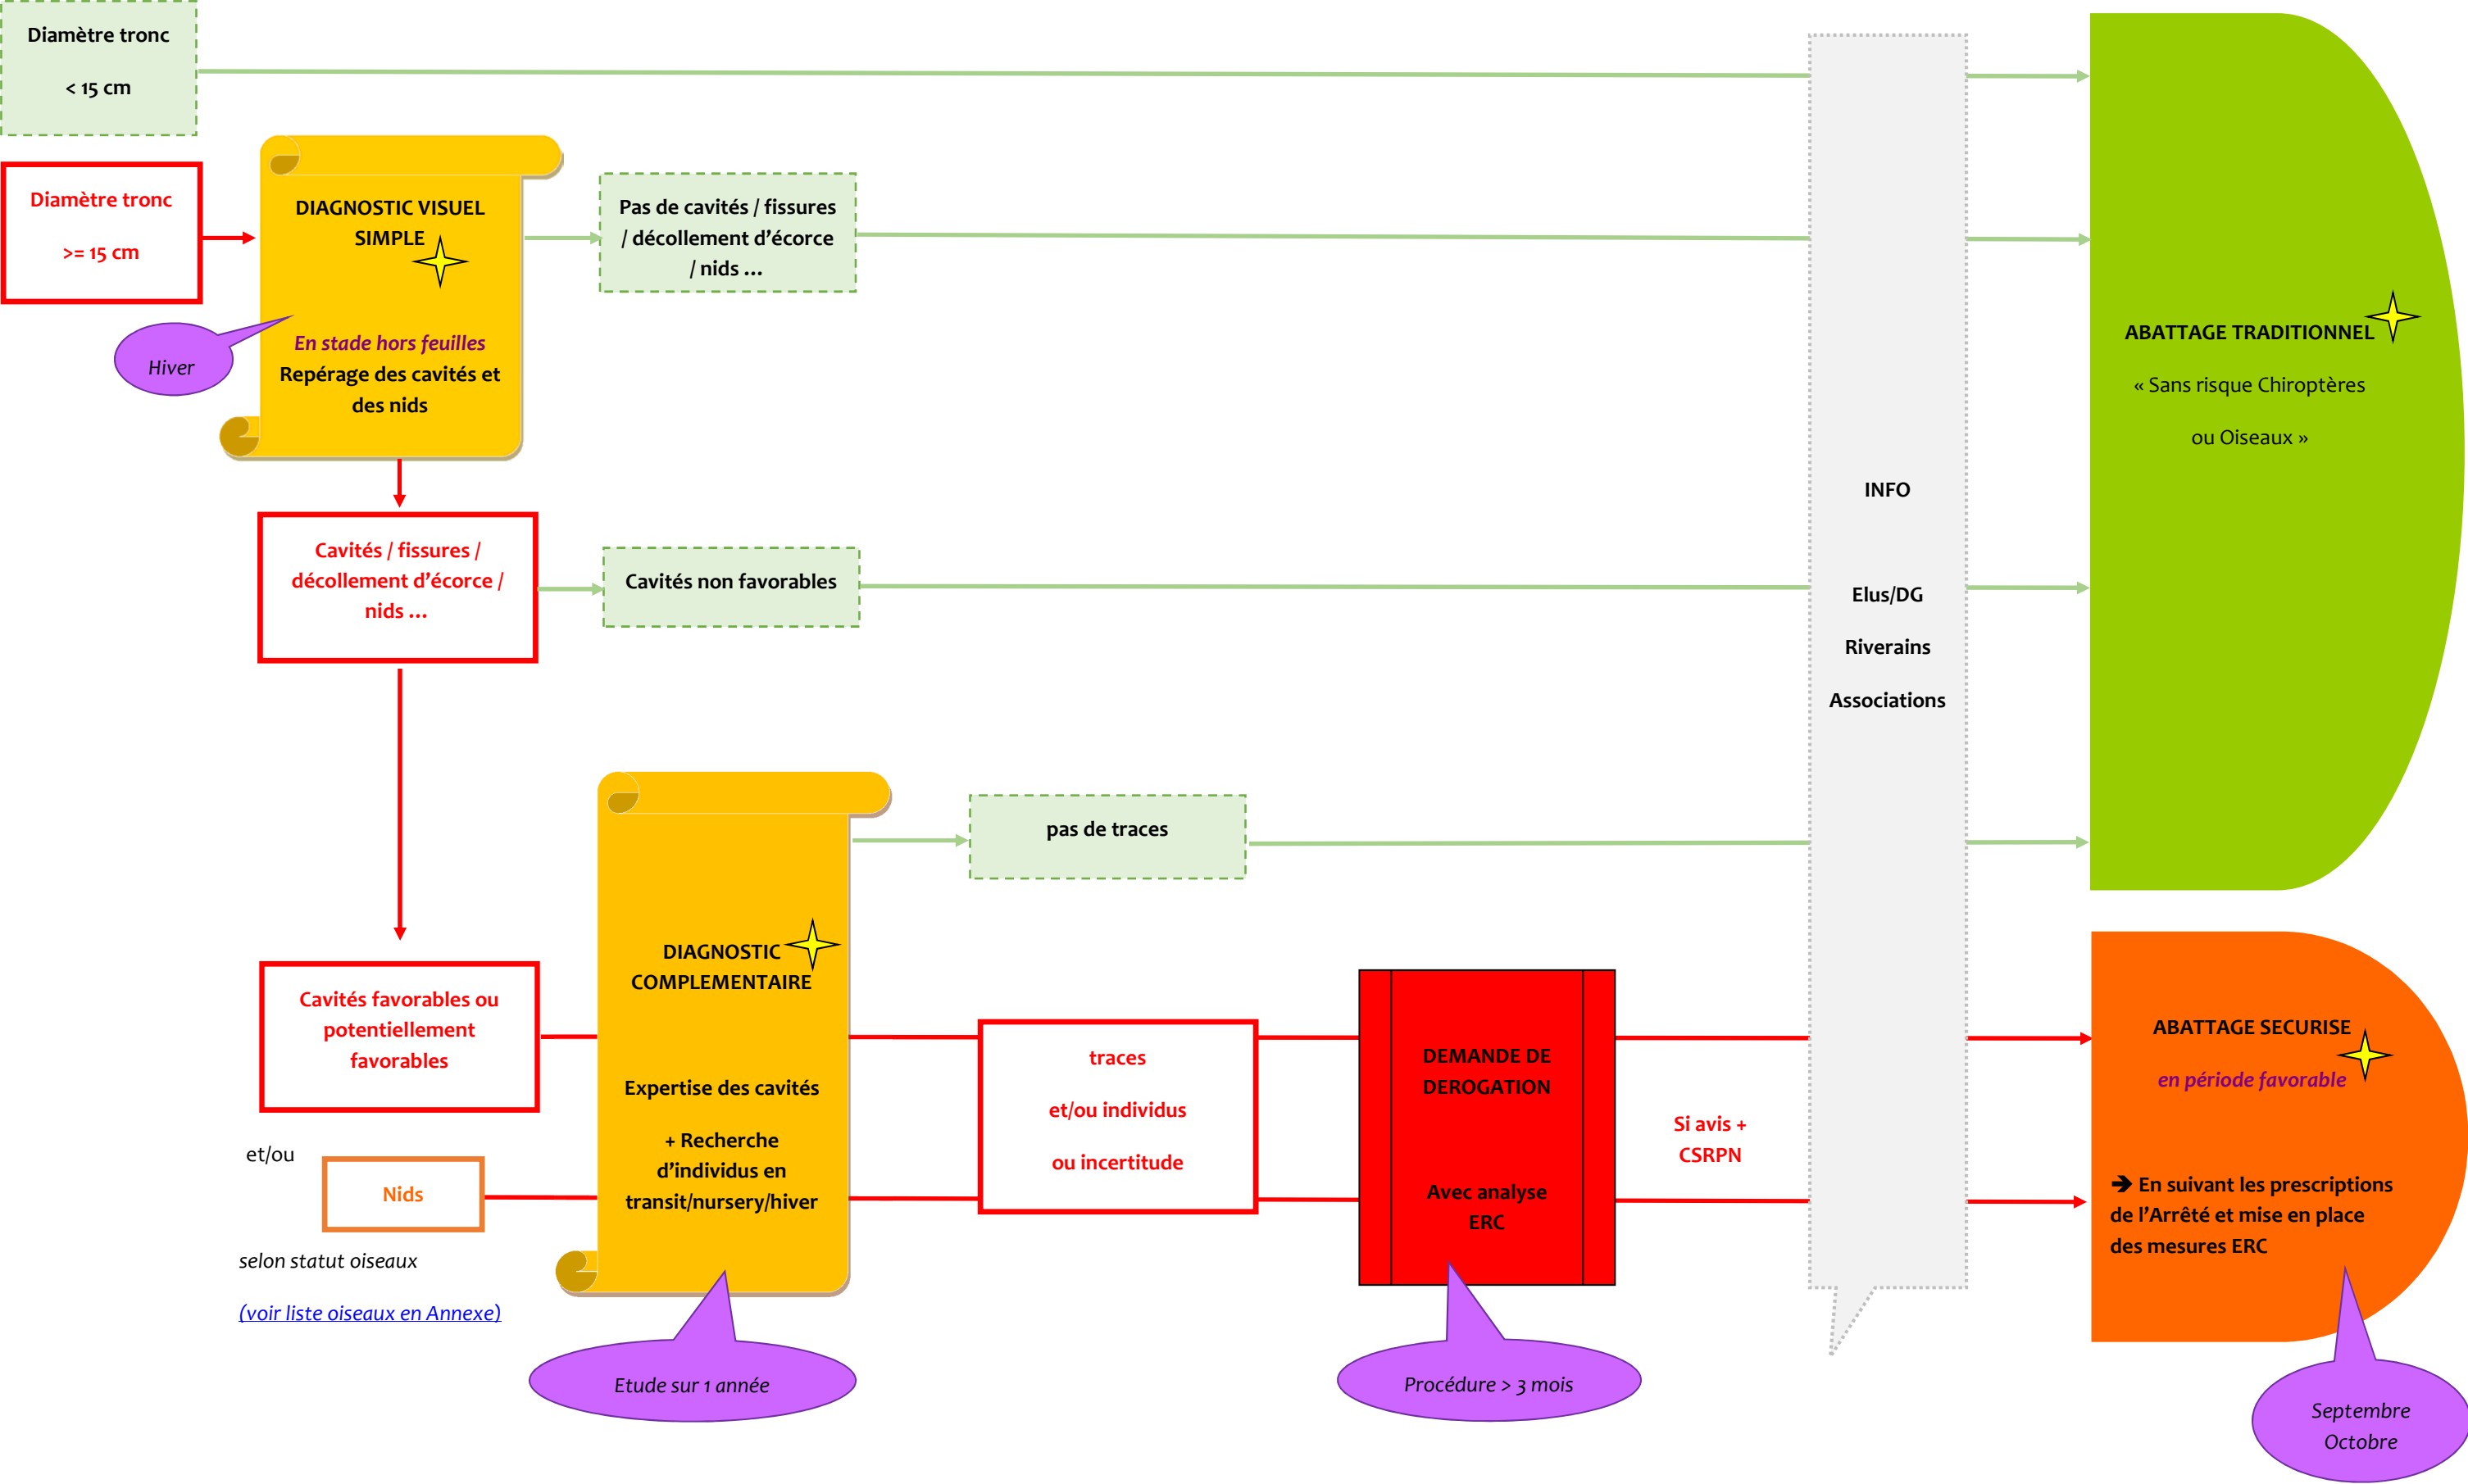 Diamètre tronc
< 15 cm
Diamètre tronc
>= 15 cm
DIAGNOSTIC VISUEL
SIMPLE
En stade hors feuilles
Repérage des cavités et
des nids
Hiver
Pas de cavités / fissures
/ décollement d’écorce
/ nids …
Cavités / fissures /
décollement d’écorce /
nids …
Cavités non favorables
Cavités favorables ou
potentiellement
favorables
et/ou
Nids
selon statut oiseaux
(voir liste oiseaux en Annexe)
DIAGNOSTIC
COMPLEMENTAIRE
Expertise des cavités
+ Recherche
d’individus en
transit/nursery/hiver
Etude sur 1 année
pas de traces
traces
et/ou individus
ou incertitude
DEMANDE DE
DEROGATION
Avec analyse
ERC
Procédure > 3 mois
Si avis +
CSRPN
INFO
Elus/DG
Riverains
Associations
ABATTAGE TRADITIONNEL
« Sans risque Chiroptères
ou Oiseaux »
ABATTAGE SECURISE
en période favorable
➔ En suivant les prescriptions
de l’Arrêté et mise en place
des mesures ERC
Septembre
Octobre